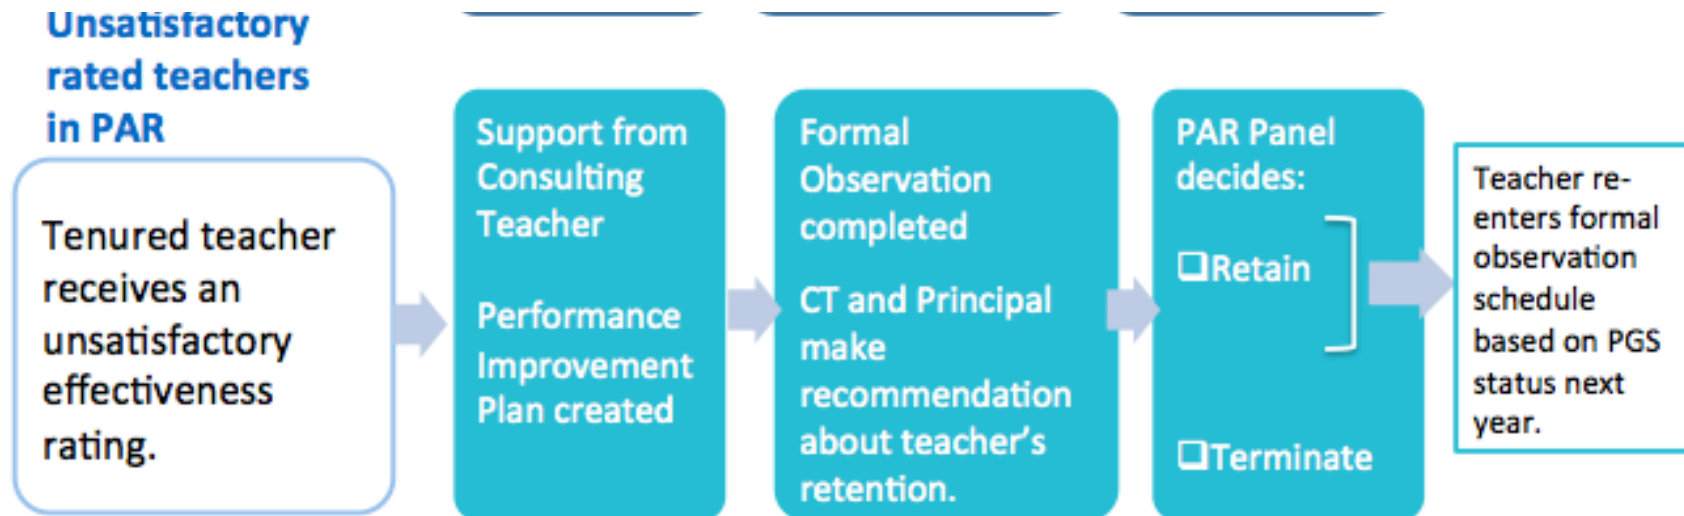 Unsatisfactory
rated teachers
in PAR
Tenured teacher
receives an
unsatisfactory
effectiveness
rating.
Support from
Consulting
Teacher
Performance
Improvement
Plan created
Formal
Observation
completed
CT and Principal
make
recommendation
about teacher's
retention.
PAR Panel
decides:
❑Retain
❑Terminate
Teacher re-
enters formal
observation
schedule
based on PGS
status next
year.